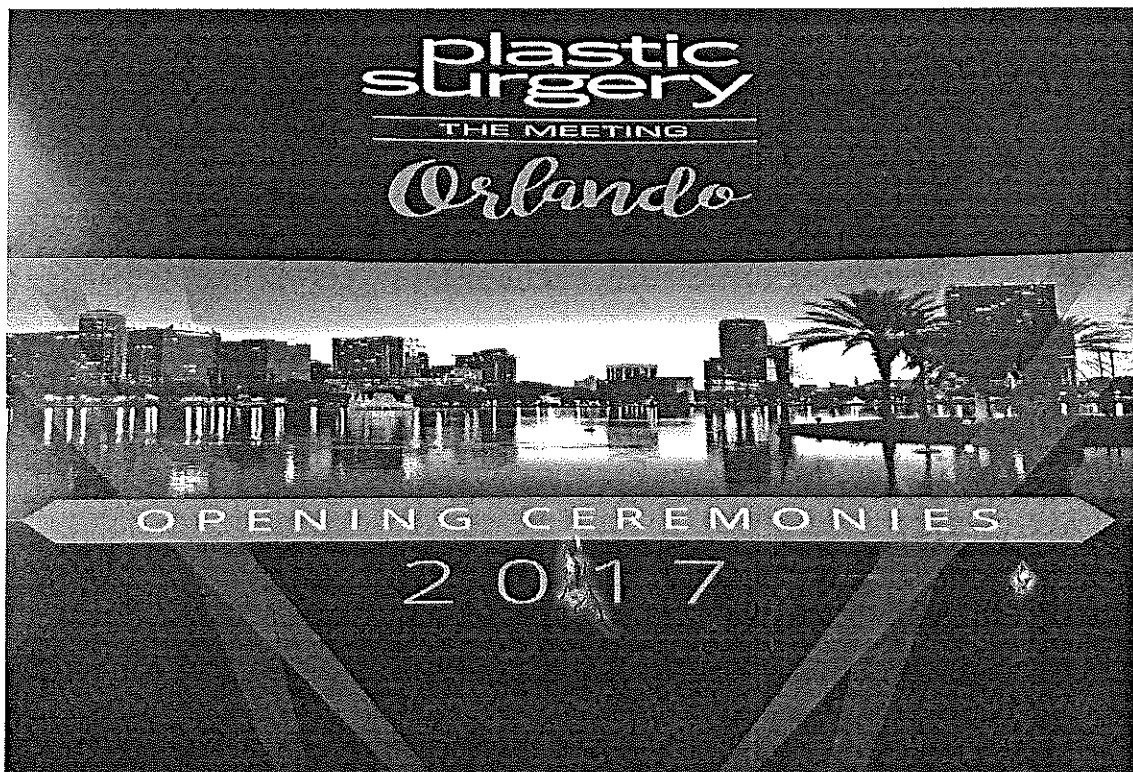 plastic
surgery
THE MEETING
Orlando
OPENING CEREMONIES
2017